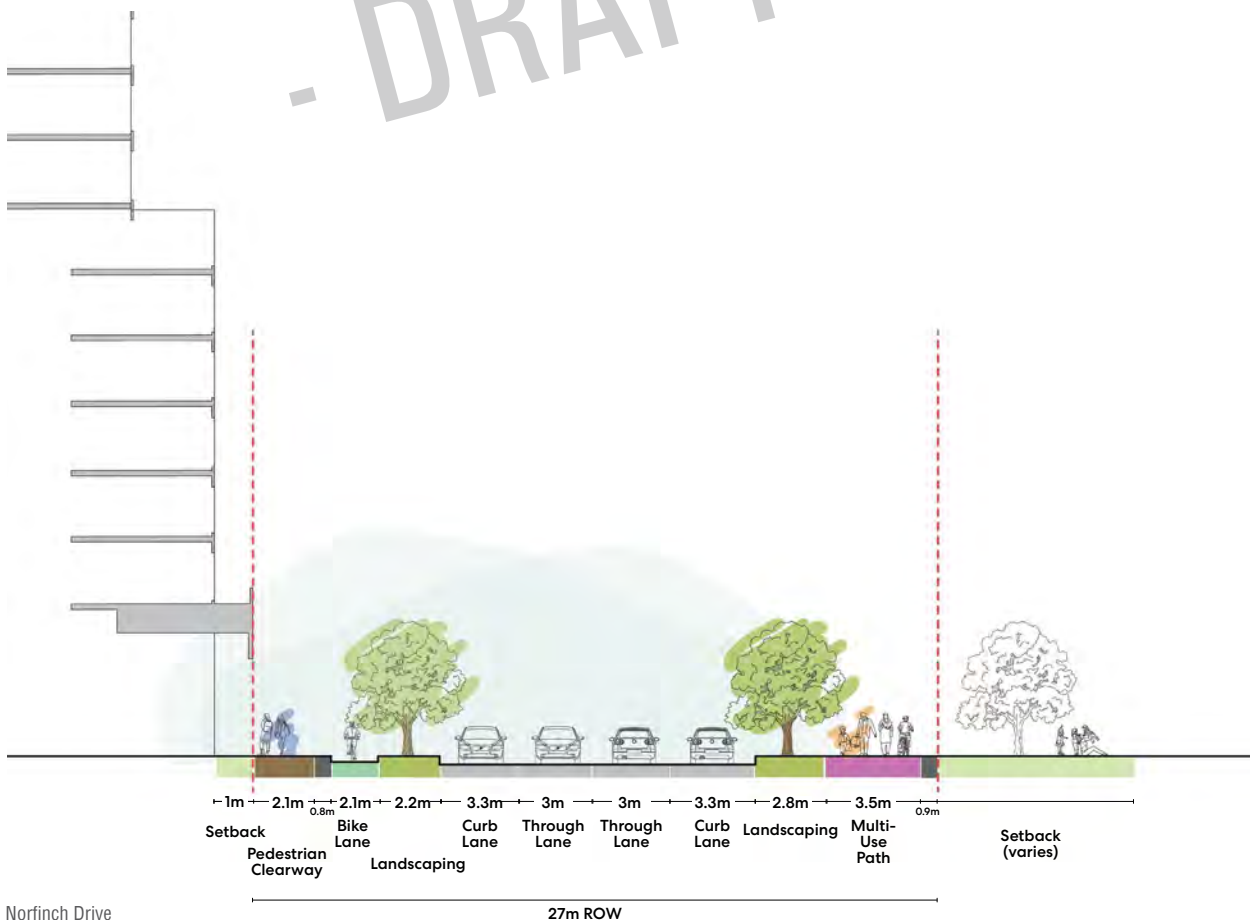 - DRAFT
1m
2.1m
0.8m
2.1m
2.2m
3.3m
3m
3m
3.3m
2.8m
3.5m
0.9m
Setback
Pedestrian
Clearway
Bike
Lane
Landscaping
Curb
Lane
Through
Lane
Through
Lane
Curb
Lane
Landscaping
Multi-
Use
Path
Setback
(varies)
27m ROW
Norfinch Drive